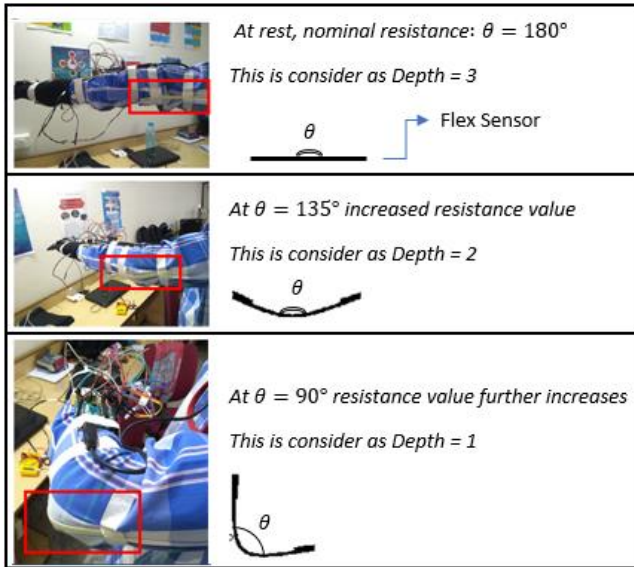 At rest, nominal resistance: θ = 180°
This is consider as Depth = 3
θ
Flex Sensor
At θ = 135° increased resistance value
This is consider as Depth = 2
θ
At θ = 90° resistance value further increases
This is consider as Depth = 1
θ